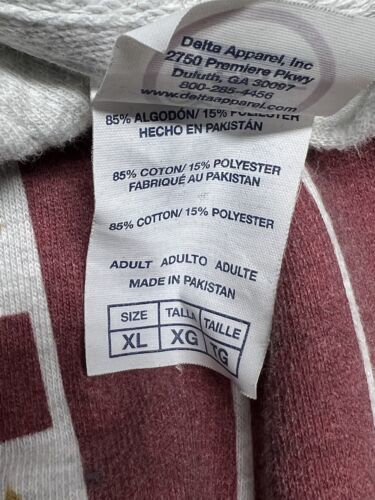 Delta Apparel, Inc
2750 Premiere Pkwy
Duluth, GA 30097
800-285-4456
www.deltaapparel.com
85% ALGODÓN/ 15% POLIESTER
HECHO EN PAKISTÁN
85% COTON/ 15% POLYESTER
FABRIQUÉ AU PAKISTAN
85% COTTON/ 15% POLYESTER
ADULT ADULTO ADULTE
MADE IN PAKISTAN
SIZE TALLA TAILLE
XL XG TG